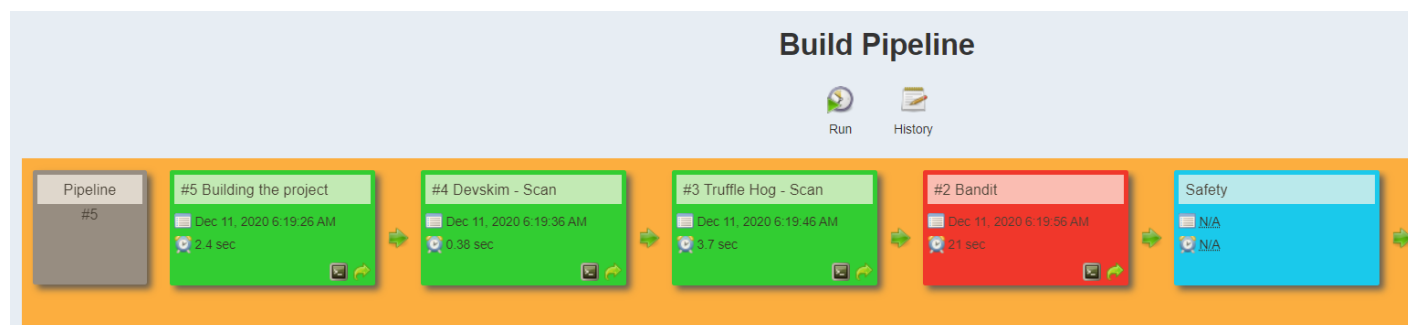 Build Pipeline
Run
History
Pipeline
#5
#5 Building the project
Dec 11, 2020 6:19:26 AM
2.4 sec
#4 Devskim - Scan
Dec 11, 2020 6:19:36 AM
0.38 sec
#3 Truffle Hog - Scan
Dec 11, 2020 6:19:46 AM
3.7 sec
#2 Bandit
Dec 11, 2020 6:19:56 AM
21 sec
Safety
N/A
N/A